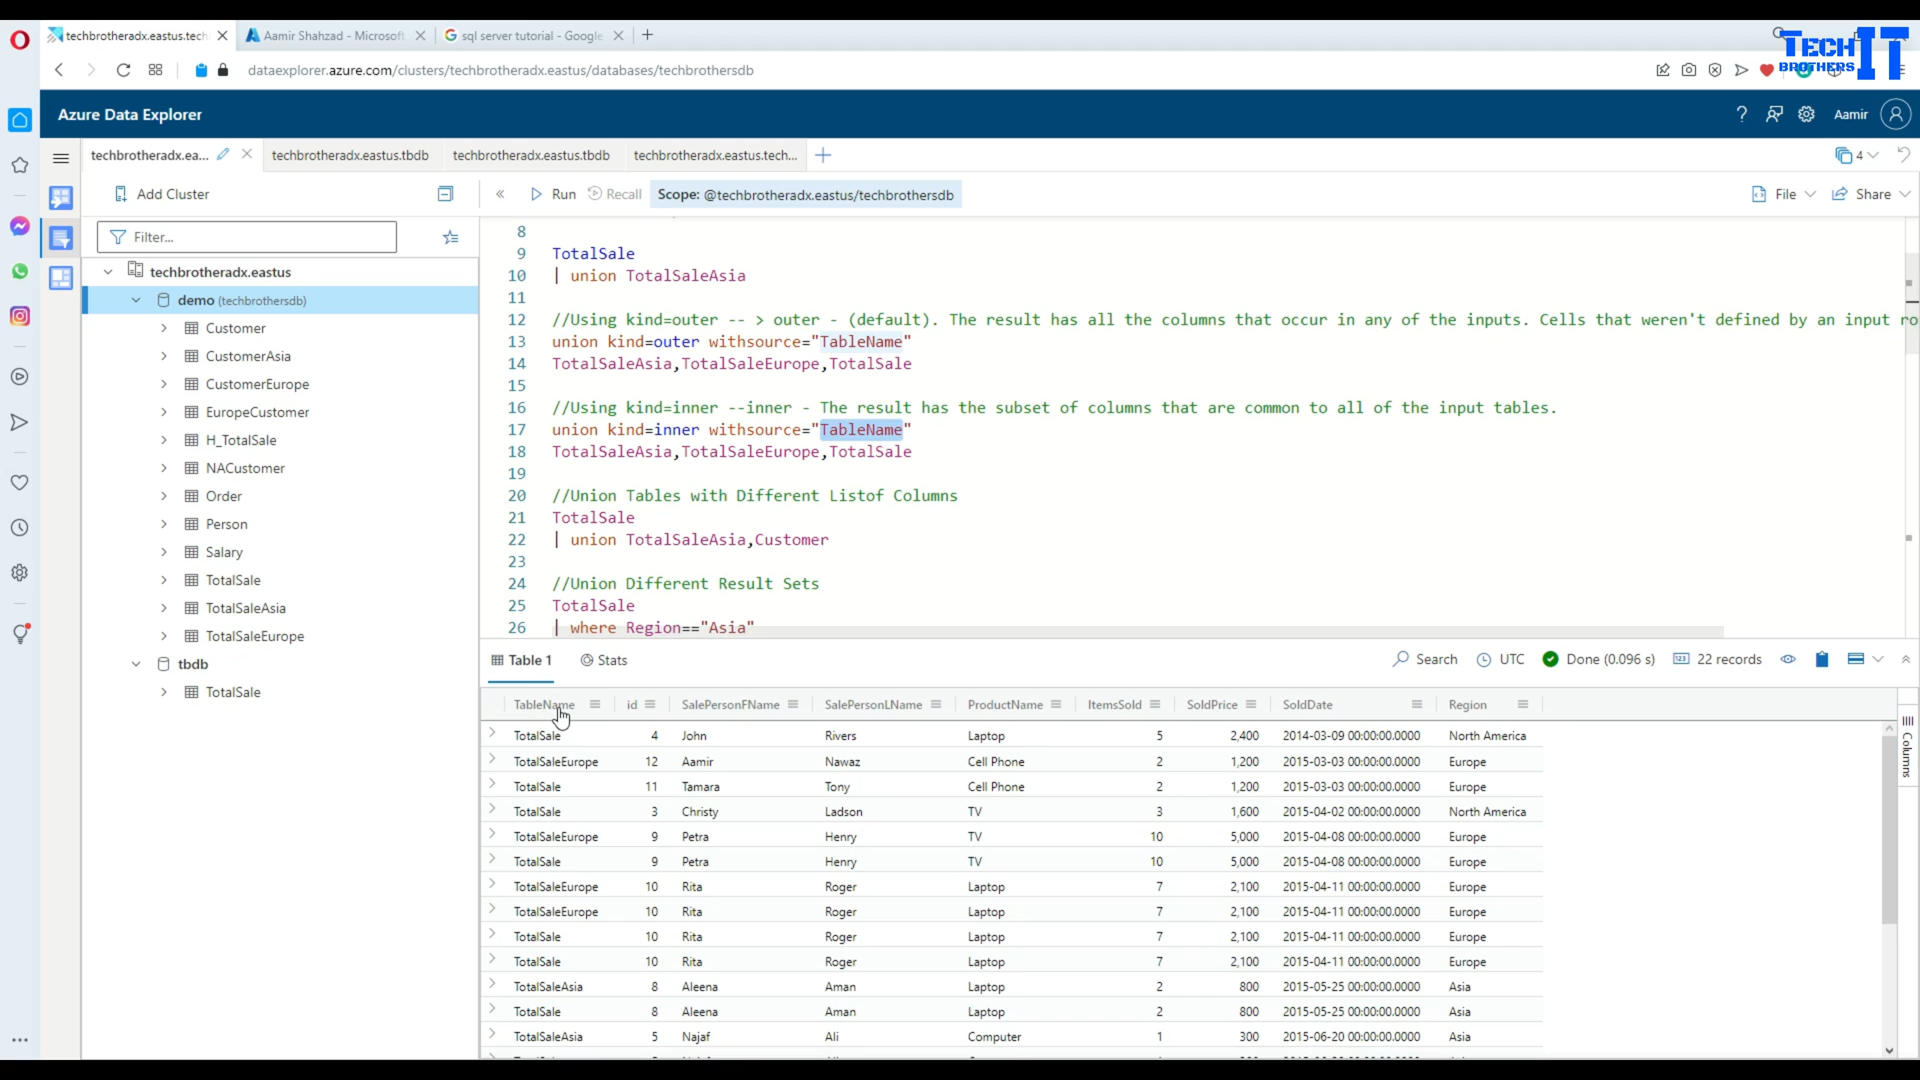 techbrotheradx.eastus.tech
Aamir Shahzad - Microsoft
sql server tutorial - Google
TECH IT
BROTHERS
dataexplorer.azure.com/clusters/techbrotheradx.eastus/databases/techbrothersdb
Azure Data Explorer
Aamir
techbrotheradx.ea...
techbrotheradx.eastus.tbdb
techbrotheradx.eastus.tbdb
techbrotheradx.eastus.tech...
4
Add Cluster
Run
Recall
Scope: @techbrotheradx.eastus/techbrothersdb
File
Share
Filter...
techbrotheradx.eastus
demo (techbrothersdb)
Customer
CustomerAsia
CustomerEurope
EuropeCustomer
H_TotalSale
NACustomer
Order
Person
Salary
TotalSale
TotalSaleAsia
TotalSaleEurope
tbdb
TotalSale
8
9 TotalSale
10 | union TotalSaleAsia
11
12 //Using kind=outer -- > outer - (default). The result has all the columns that occur in any of the inputs. Cells that weren't defined by an input ro
13 union kind=outer withsource="TableName"
14 TotalSaleAsia,TotalSaleEurope,TotalSale
15
16 //Using kind=inner --inner - The result has the subset of columns that are common to all of the input tables.
17 union kind=inner withsource="TableName"
18 TotalSaleAsia,TotalSaleEurope,TotalSale
19
20 //Union Tables with Different Listof Columns
21 TotalSale
22 | union TotalSaleAsia,Customer
23
24 //Union Different Result Sets
25 TotalSale
26 | where Region=="Asia"
Table 1
Stats
Search
UTC
Done (0.096 s)
22 records
TableName id SalePersonFName SalePersonLName ProductName ItemsSold SoldPrice SoldDate Region
TotalSale 4 John Rivers Laptop 5 2,400 2014-03-09 00:00:00.0000 North America
TotalSaleEurope 12 Aamir Nawaz Cell Phone 2 1,200 2015-03-03 00:00:00.0000 Europe
TotalSale 11 Tamara Tony Cell Phone 2 1,200 2015-03-03 00:00:00.0000 Europe
TotalSale 3 Christy Ladson TV 3 1,600 2015-04-02 00:00:00.0000 North America
TotalSaleEurope 9 Petra Henry TV 10 5,000 2015-04-08 00:00:00.0000 Europe
TotalSale 9 Petra Henry TV 10 5,000 2015-04-08 00:00:00.0000 Europe
TotalSaleEurope 10 Rita Roger Laptop 7 2,100 2015-04-11 00:00:00.0000 Europe
TotalSaleEurope 10 Rita Roger Laptop 7 2,100 2015-04-11 00:00:00.0000 Europe
TotalSale 10 Rita Roger Laptop 7 2,100 2015-04-11 00:00:00.0000 Europe
TotalSale 10 Rita Roger Laptop 7 2,100 2015-04-11 00:00:00.0000 Europe
TotalSaleAsia 8 Aleena Aman Laptop 2 800 2015-05-25 00:00:00.0000 Asia
TotalSale 8 Aleena Aman Laptop 2 800 2015-05-25 00:00:00.0000 Asia
TotalSaleAsia 5 Najaf Ali Computer 1 300 2015-06-20 00:00:00.0000 Asia
Columns